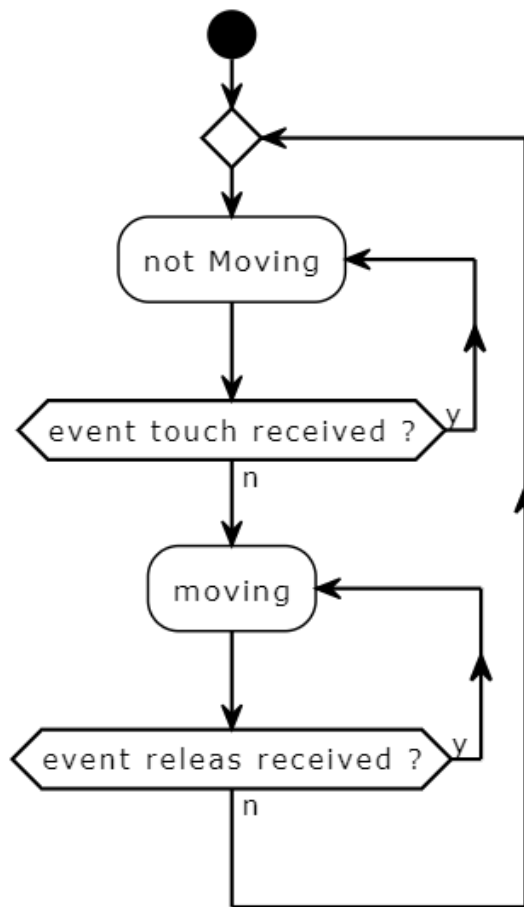 not Moving
event touch received ?
y
n
moving
event releas received ?
y
n